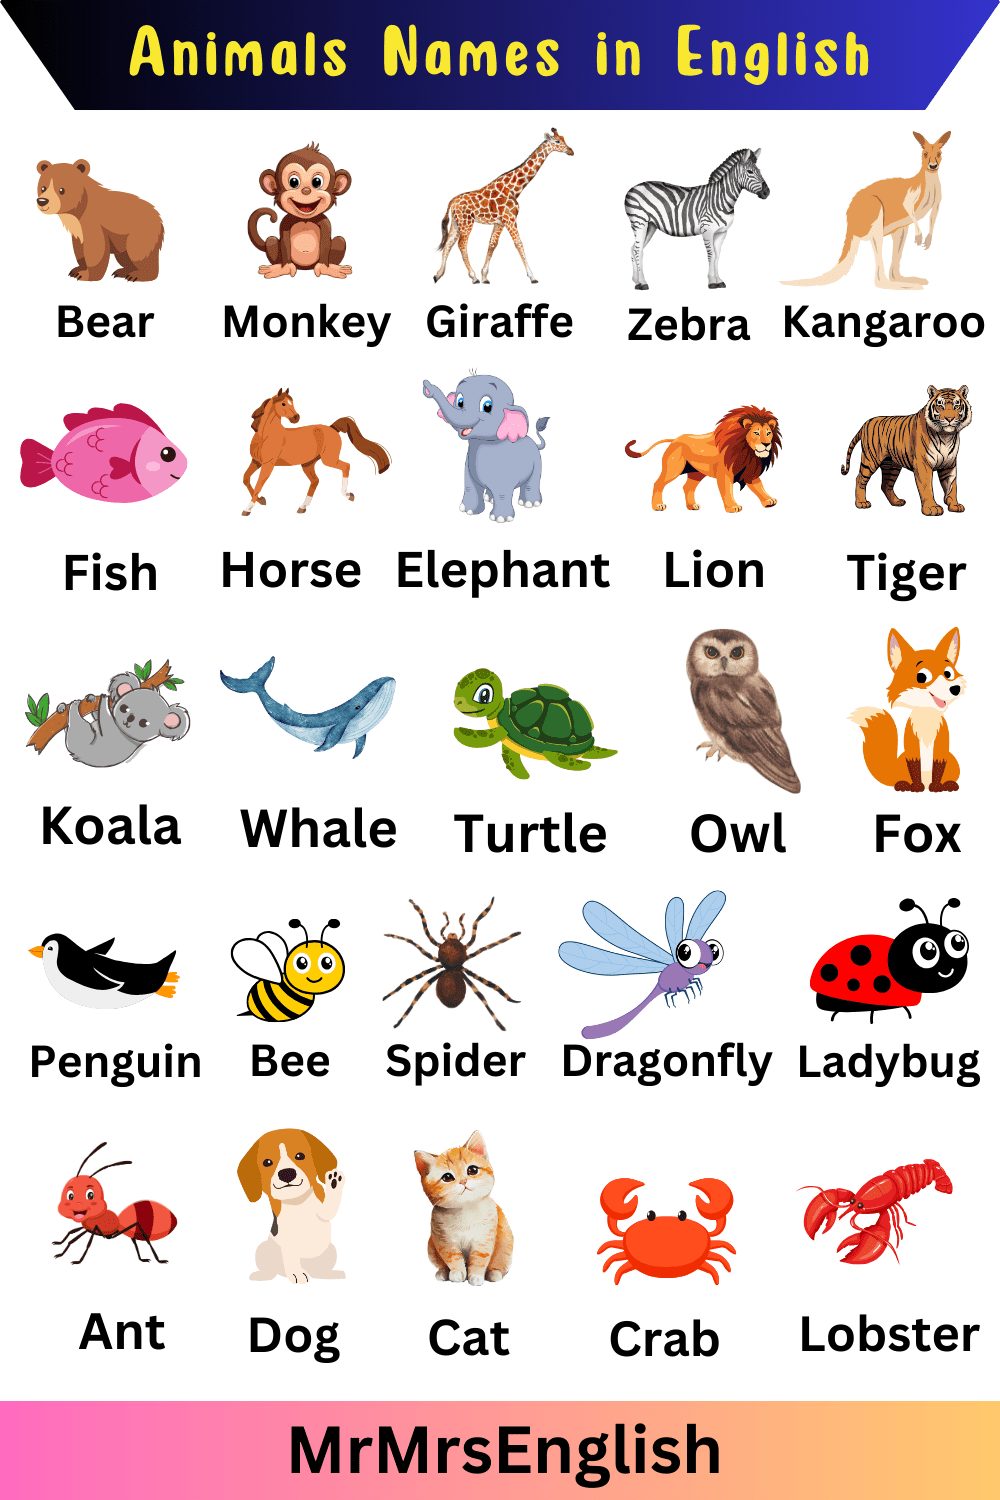 Animals Names in English
Bear Monkey Giraffe Zebra Kangaroo
Fish Horse Elephant Lion Tiger
Koala Whale Turtle Owl Fox
Penguin Bee Spider Dragonfly Ladybug
Ant Dog Cat Crab Lobster
MrMrsEnglish